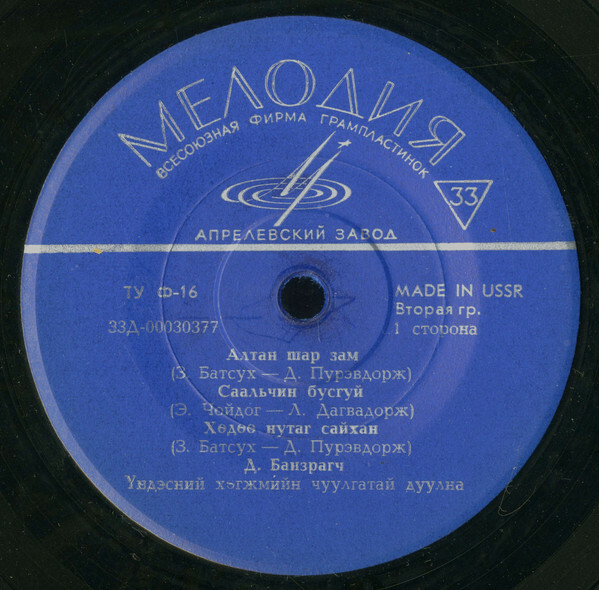 МЕЛОДИЯ
ВСЕСОЮЗНАЯ ФИРМА ГРАМПЛАСТИНОК
33
АПРЕЛЕВСКИЙ ЗАВОД
ТУ Ф-16
MADE IN USSR
Вторая гр.
33Д-00030377
1 сторона
Алтан шар зам
(З. Батсух — Д. Пурэвдорж)
Саальчин бусгуй
(Э. Чойдог — Л. Дагвадорж)
Хөдөө нутаг сайхан
(З. Батсух — Д. Пурэвдорж)
Д. Банзрагч
Үндэсний хөгжмийн чуулгатай дуулна